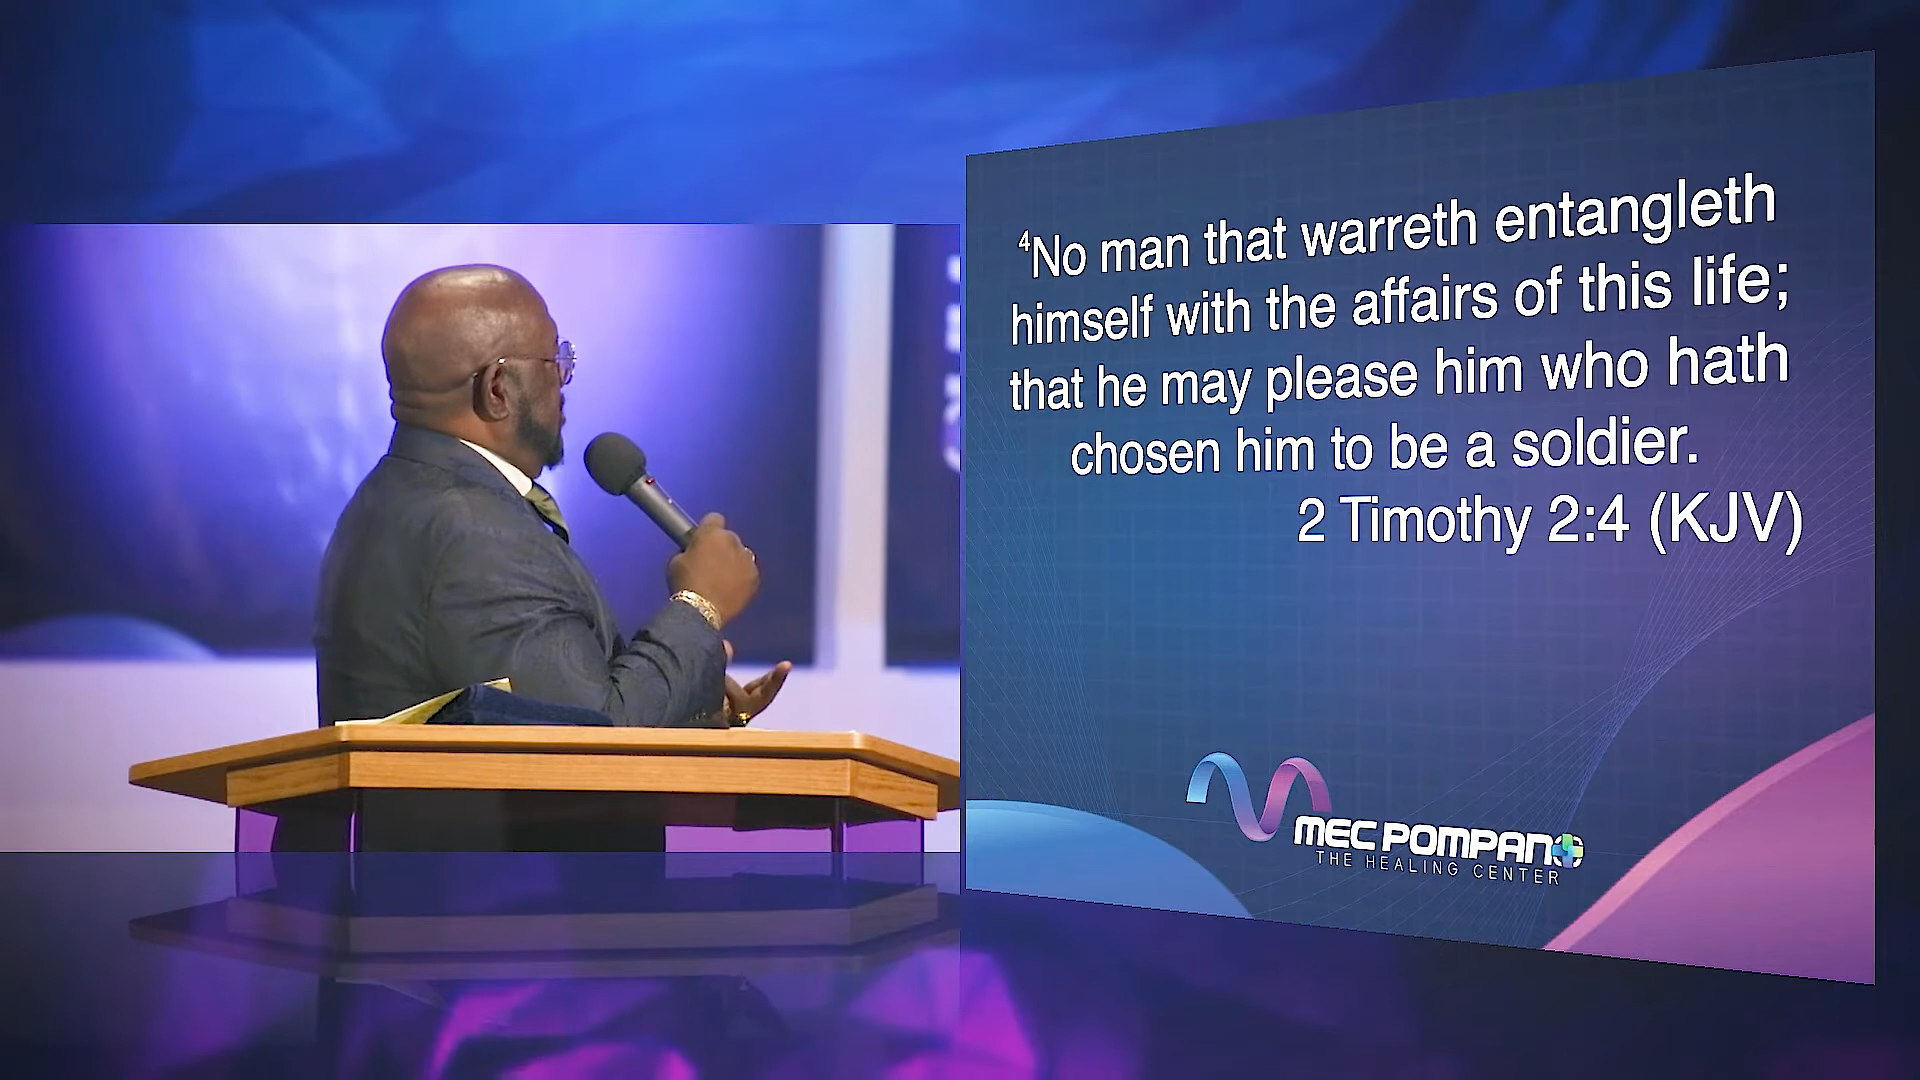 ⁴No man that warreth entangleth
himself with the affairs of this life;
that he may please him who hath
chosen him to be a soldier.
2 Timothy 2:4 (KJV)
MEC POMPANO
THE HEALING CENTER